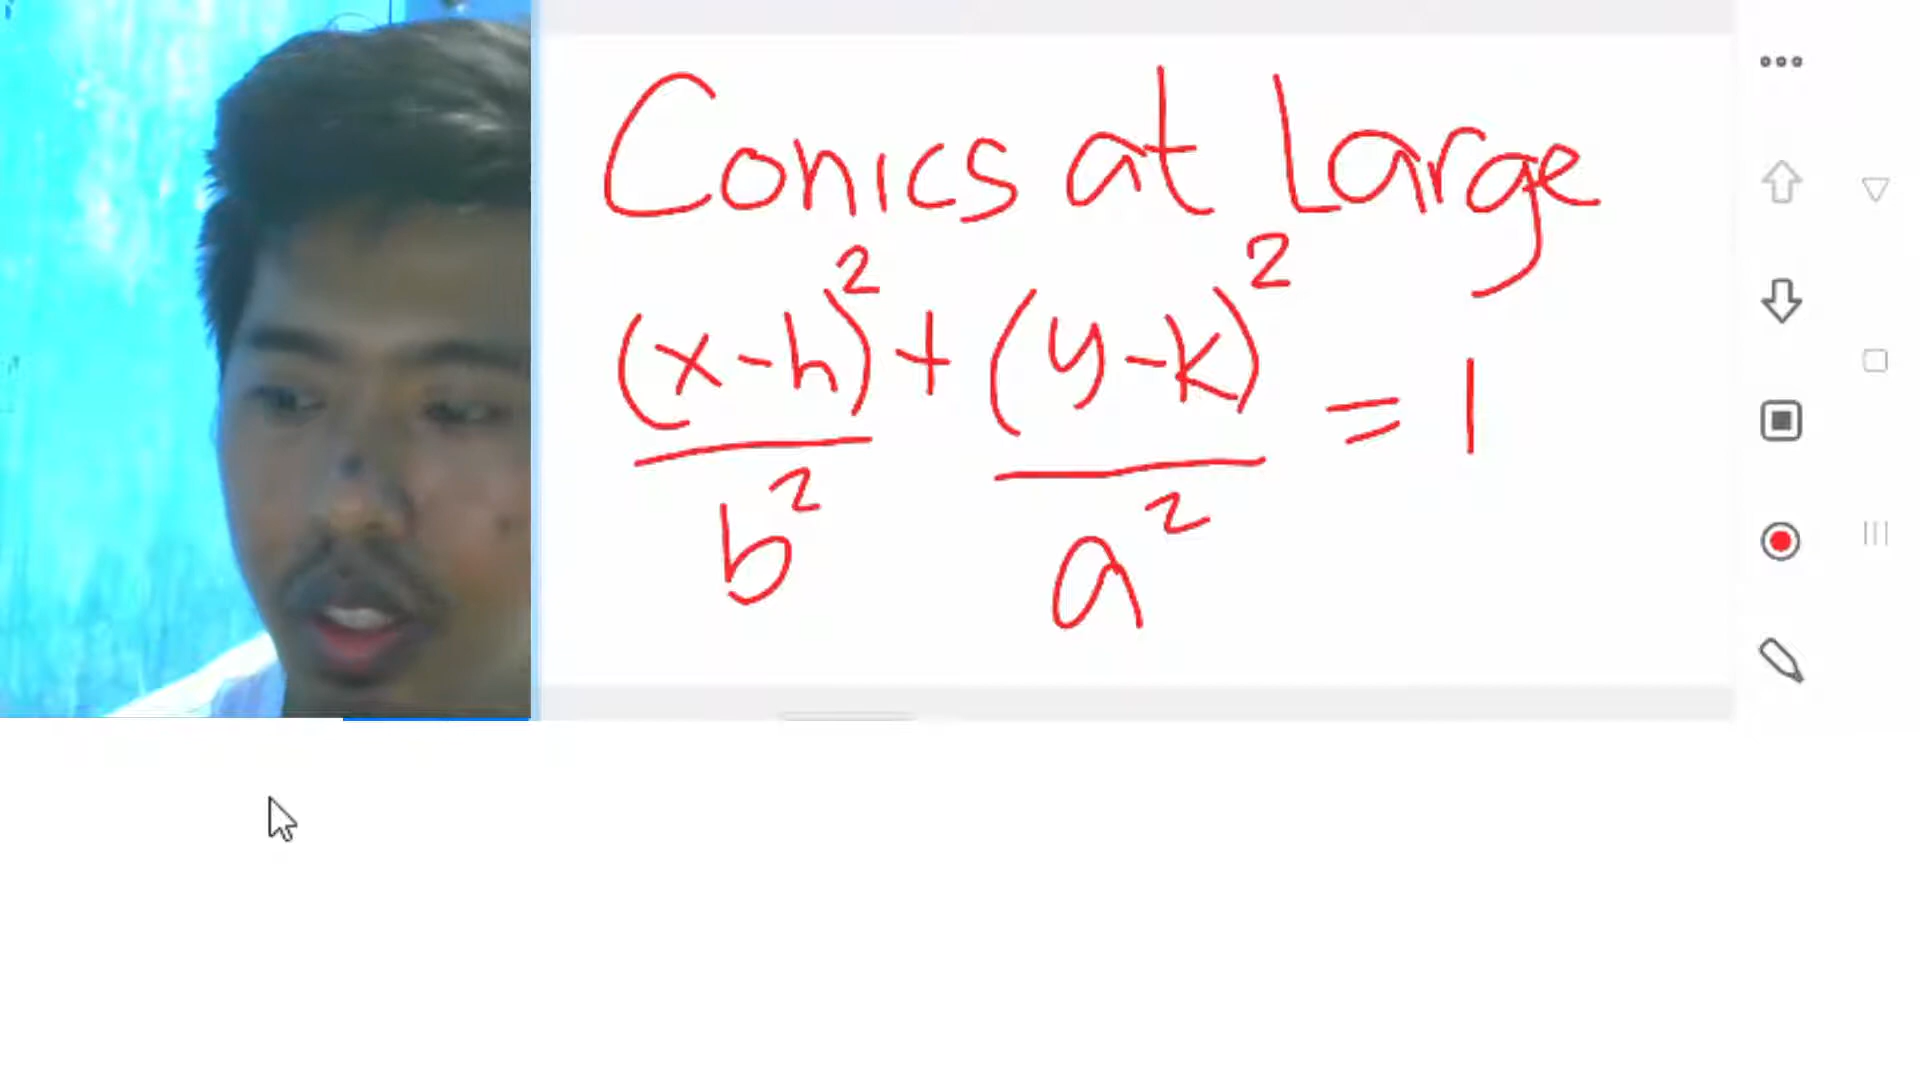 Conics at Large
(x-h)² + (y-k)² = 1
b² a²